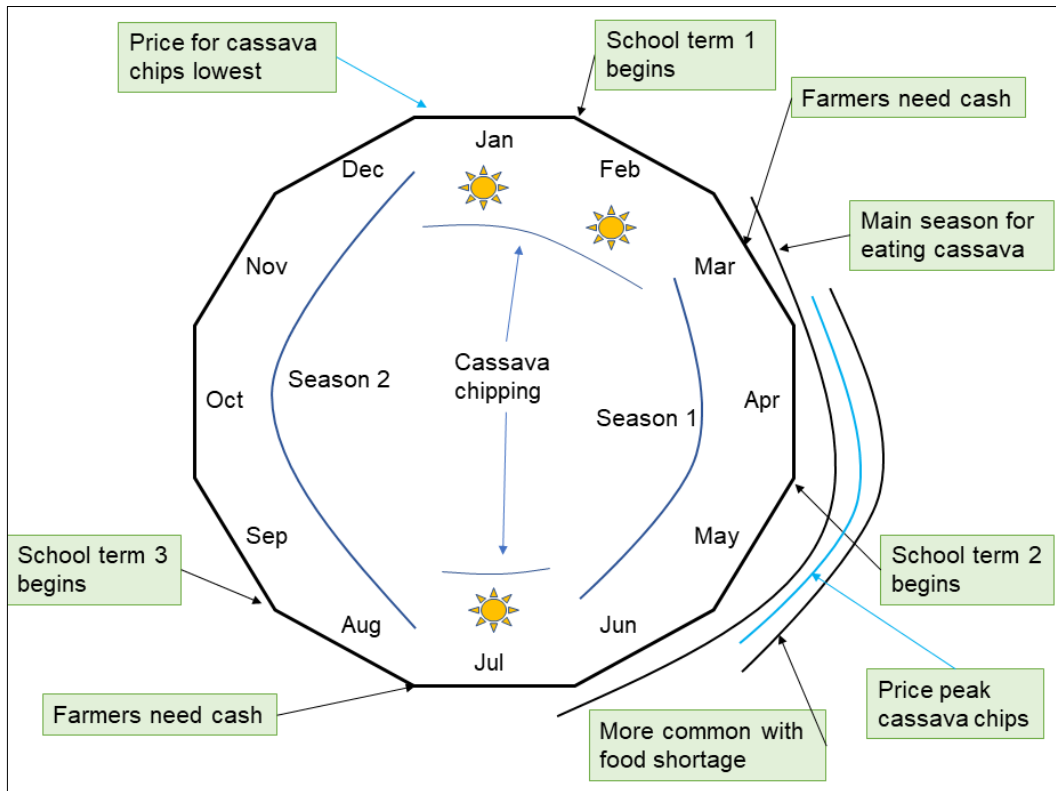 Price for cassava
chips lowest
School term 1
begins
Farmers need cash
Main season for
eating cassava
Jan
Dec
Feb
Nov
Mar
Season 2
Cassava
chipping
Oct
Season 1
Apr
Sep
May
School term 3
begins
School term 2
begins
Aug
Jun
Jul
Farmers need cash
Price peak
cassava chips
More common with
food shortage